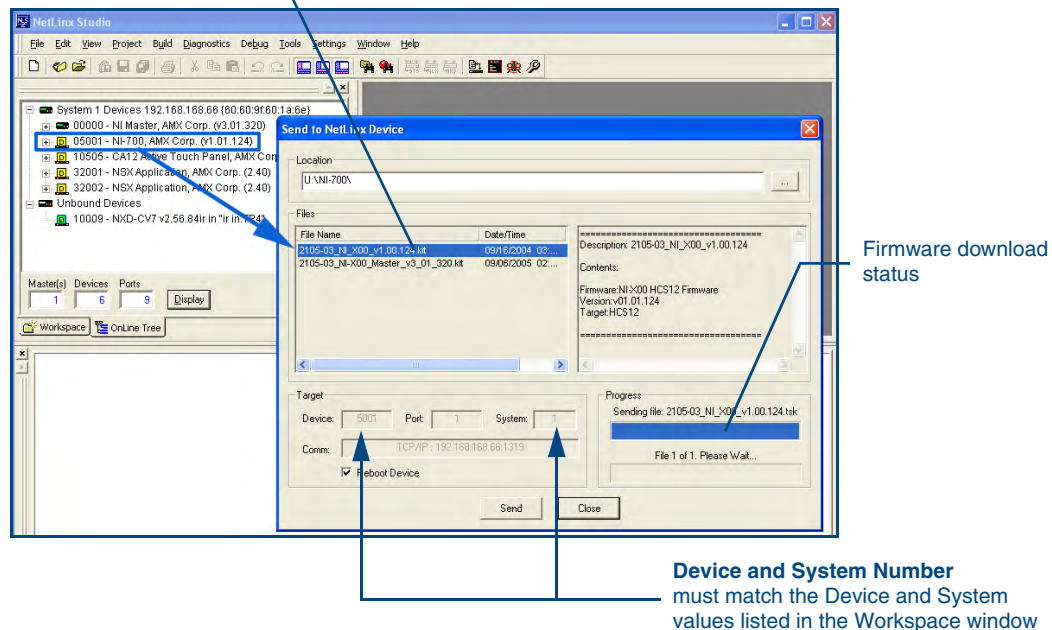 NetLinx Studio
File Edit View Project Build Diagnostics Debug Tools Settings Window Help
System 1 Devices 192.168.168.66 (60:60:9f:60:1a:6e)
00000 - NI Master, AMX Corp. (v3.01.320)
05001 - NI-700, AMX Corp. (v1.01.124)
10505 - CA12 Active Touch Panel, AMX Cor
32001 - NSX Application, AMX Corp. (2.40)
32002 - NSX Application, AMX Corp. (2.40)
Unbound Devices
10009 - NXD-CV7 v2.56.84ir in "ir in.TP4"
Master(s) Devices Ports
1 6 9 Display
Workspace OnLine Tree
Send to NetLinx Device
Location
U:\NI-700\
...
Files
File Name Date/Time
2105-03_NI_X00_v1.00.124.kit 09/16/2004 03:...
2105-03_NI-X00_Master_v3_01_320.kit 09/06/2005 02:...
Description: 2105-03_NI_X00_v1.00.124
Contents:
Firmware:NI-X00 HCS12 Firmware
Version:v01.01.124
Target:HCS12
Target
Device: 5001 Port: 1 System: 1
Comm: TCP/IP : 192.168.168.66:1319
Reboot Device
Progress
Sending file: 2105-03_NI_X00_v1.00.124.tsk
File 1 of 1. Please Wait...
Send Close
Firmware download
status
Device and System Number
must match the Device and System
values listed in the Workspace window